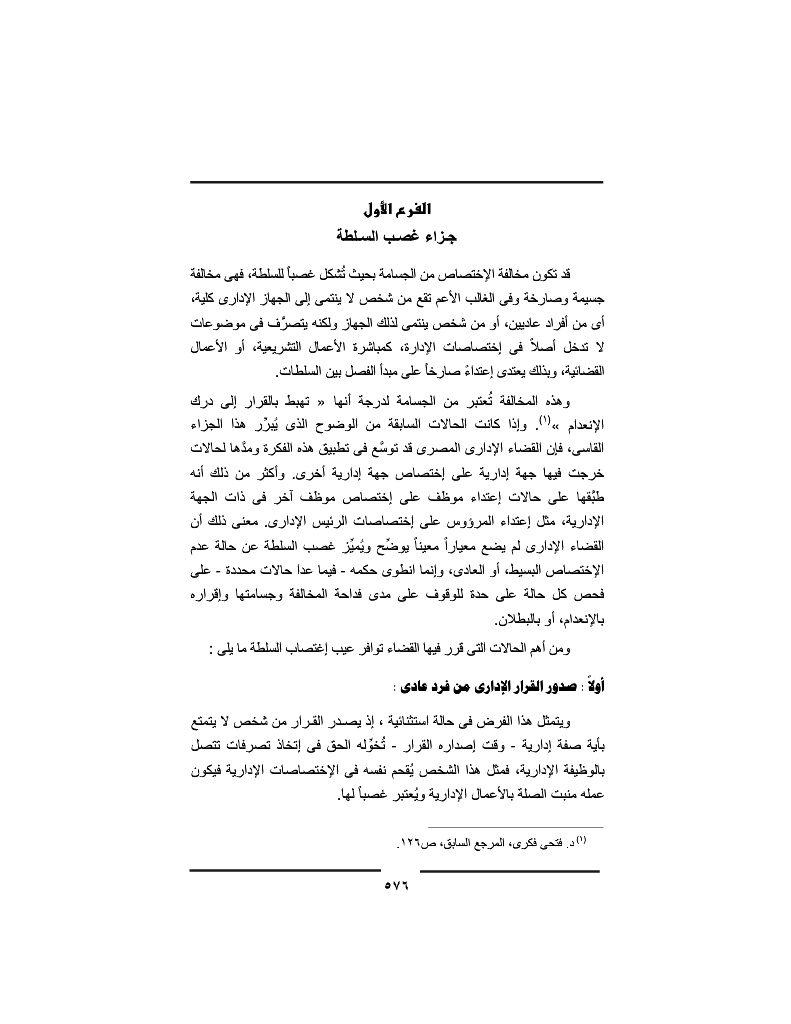 الفرع الأول
جزاء غصب السلطة
قد تكون مخالفة الإختصاص من الجسامة بحيث تُشكل غصباً للسلطة، فهى مخالفة
جسيمة وصارخة وفى الغالب الأعم تقع من شخص لا ينتمى إلى الجهاز الإدارى كلية،
أى من أفراد عاديين، أو من شخص ينتمى لذلك الجهاز ولكنه يتصرَّف فى موضوعات
لا تدخل أصلاً فى إختصاصات الإدارة، كمباشرة الأعمال التشريعية، أو الأعمال
القضائية، وبذلك يعتدى إعتداءً صارخاً على مبدأ الفصل بين السلطات.
وهذه المخالفة تُعتبر من الجسامة لدرجة أنها « تهبط بالقرار إلى درك
الإنعدام »(١). وإذا كانت الحالات السابقة من الوضوح الذى يُبرِّر هذا الجزاء
القاسى، فإن القضاء الإدارى المصرى قد توسَّع فى تطبيق هذه الفكرة ومدَّها لحالات
خرجت فيها جهة إدارية على إختصاص جهة إدارية أخرى. وأكثر من ذلك أنه
طبَّقها على حالات إعتداء موظف على إختصاص موظف آخر فى ذات الجهة
الإدارية، مثل إعتداء المرؤوس على إختصاصات الرئيس الإدارى. معنى ذلك أن
القضاء الإدارى لم يضع معياراً معيناً يوضِّح ويُميِّز غصب السلطة عن حالة عدم
الإختصاص البسيط، أو العادى، وإنما انطوى حكمه - فيما عدا حالات محددة - على
فحص كل حالة على حدة للوقوف على مدى فداحة المخالفة وجسامتها وإقراره
بالإنعدام، أو بالبطلان.
ومن أهم الحالات التى قرر فيها القضاء توافر عيب إغتصاب السلطة ما يلى :
أولاً : صدور القرار الإدارى من فرد عادى :
ويتمثل هذا الفرض فى حالة استثنائية ، إذ يصدر القرار من شخص لا يتمتع
بأية صفة إدارية - وقت إصداره القرار - تُخوِّله الحق فى إتخاذ تصرفات تتصل
بالوظيفة الإدارية، فمثل هذا الشخص يُقحم نفسه فى الإختصاصات الإدارية فيكون
عمله منبت الصلة بالأعمال الإدارية ويُعتبر غصباً لها.
(١) د. فتحى فكرى، المرجع السابق، ص١٢٦.
٥٧٦